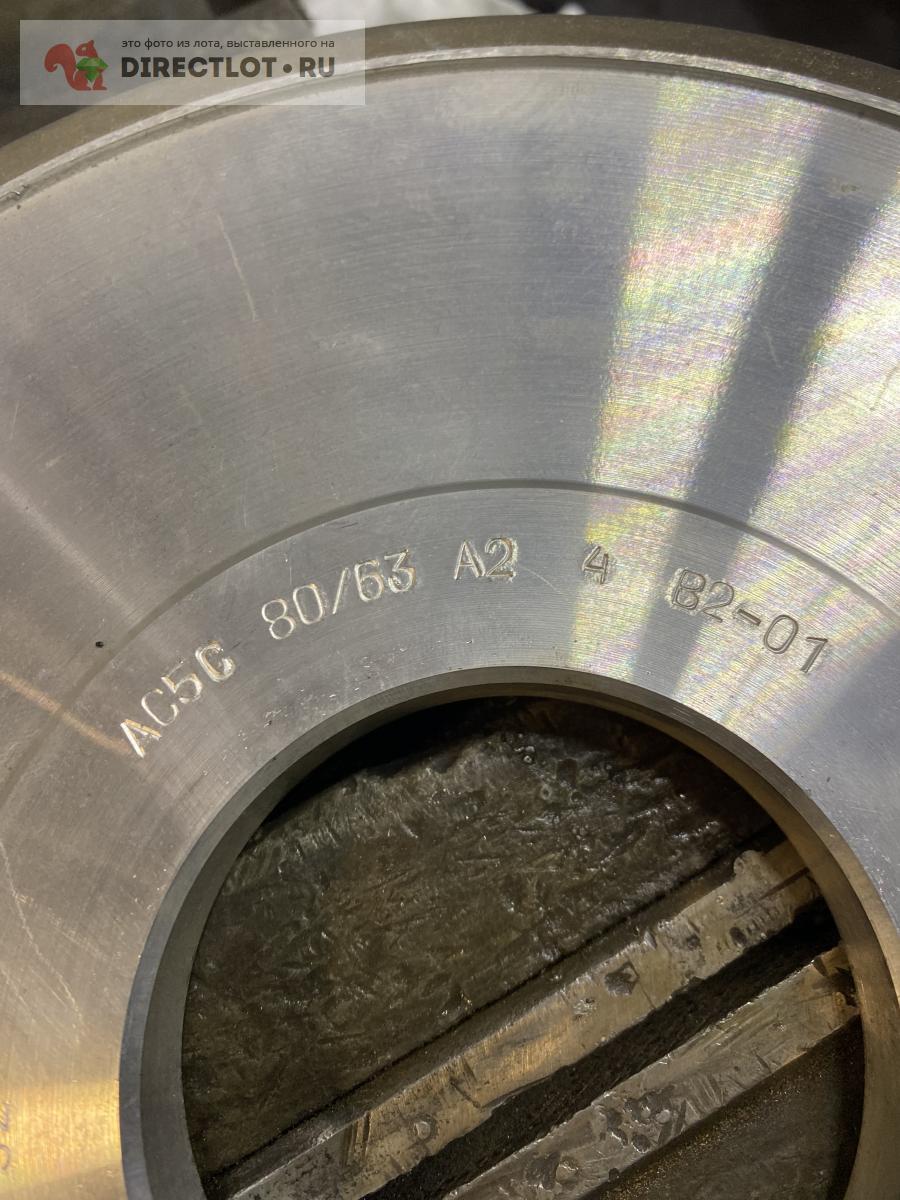 это фото из лота, выставленного на
DIRECTLOT•RU
АС5С 80/63 А2 4 В2-01